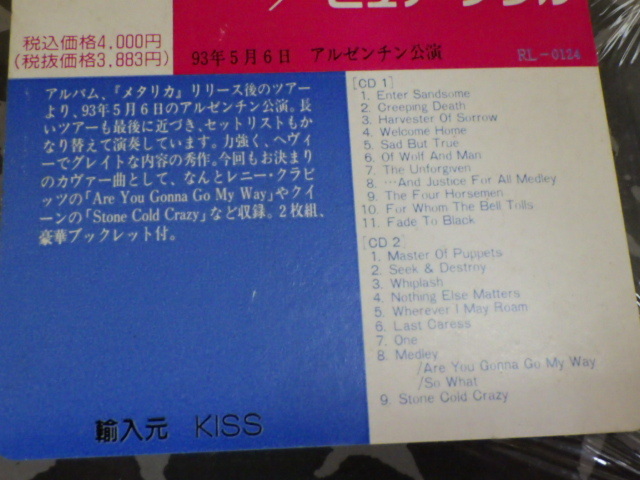 税込価格4,000円
(税抜価格3,883円)
93年5月6日 アルゼンチン公演
RL-0124
アルバム、『メタリカ』リリース後のツアー
より、93年5月6日のアルゼンチン公演。長
いツアーも最後に近づき、セットリストもか
なり替えて演奏しています。力強く、ヘヴィ
ーでグレイトな内容の秀作。今回もお決まり
のカヴァー曲として、なんとレニー・クラビ
ッツの「Are You Gonna Go My Way」やクイ
ーンの「Stone Cold Crazy」など収録。2枚組、
豪華ブックレット付。
輸入元 KISS
[CD 1]
1. Enter Sandsome
2. Creeping Death
3. Harvester Of Sorrow
4. Welcome Home
5. Sad But True
6. Of Wolf And Man
7. The Unforgiven
8. …And Justice For All Medley
9. The Four Horsemen
10. For Whom The Bell Tolls
11. Fade To Black
[CD 2]
1. Master Of Puppets
2. Seek & Destroy
3. Whiplash
4. Nothing Else Matters
5. Wherever I May Roam
6. Last Caress
7. One
8. Medley
/Are You Gonna Go My Way
/So What
9. Stone Cold Crazy